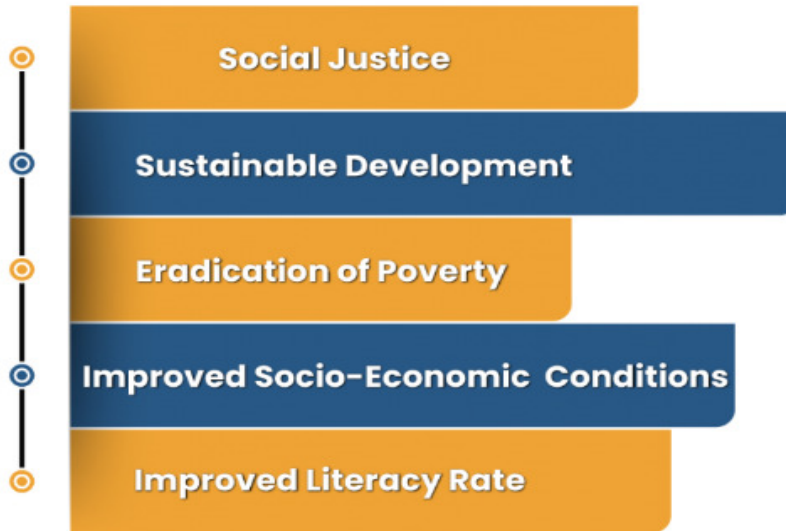 Social Justice
Sustainable Development
Eradication of Poverty
Improved Socio-Economic Conditions
Improved Literacy Rate